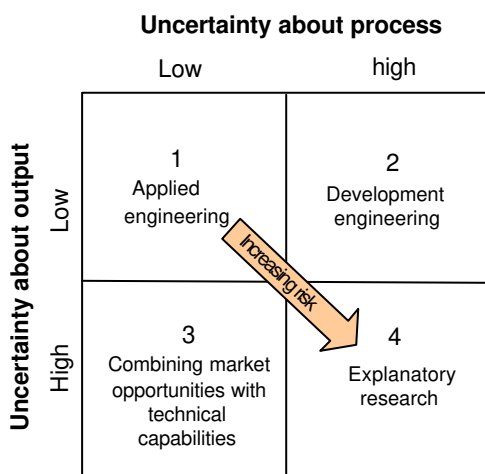 Uncertainty about process
Low
high
Uncertainty about output
Low
High
1
Applied
engineering
2
Development
engineering
Increasing risk
3
Combining market
opportunities with
technical
capabilities
4
Explanatory
research